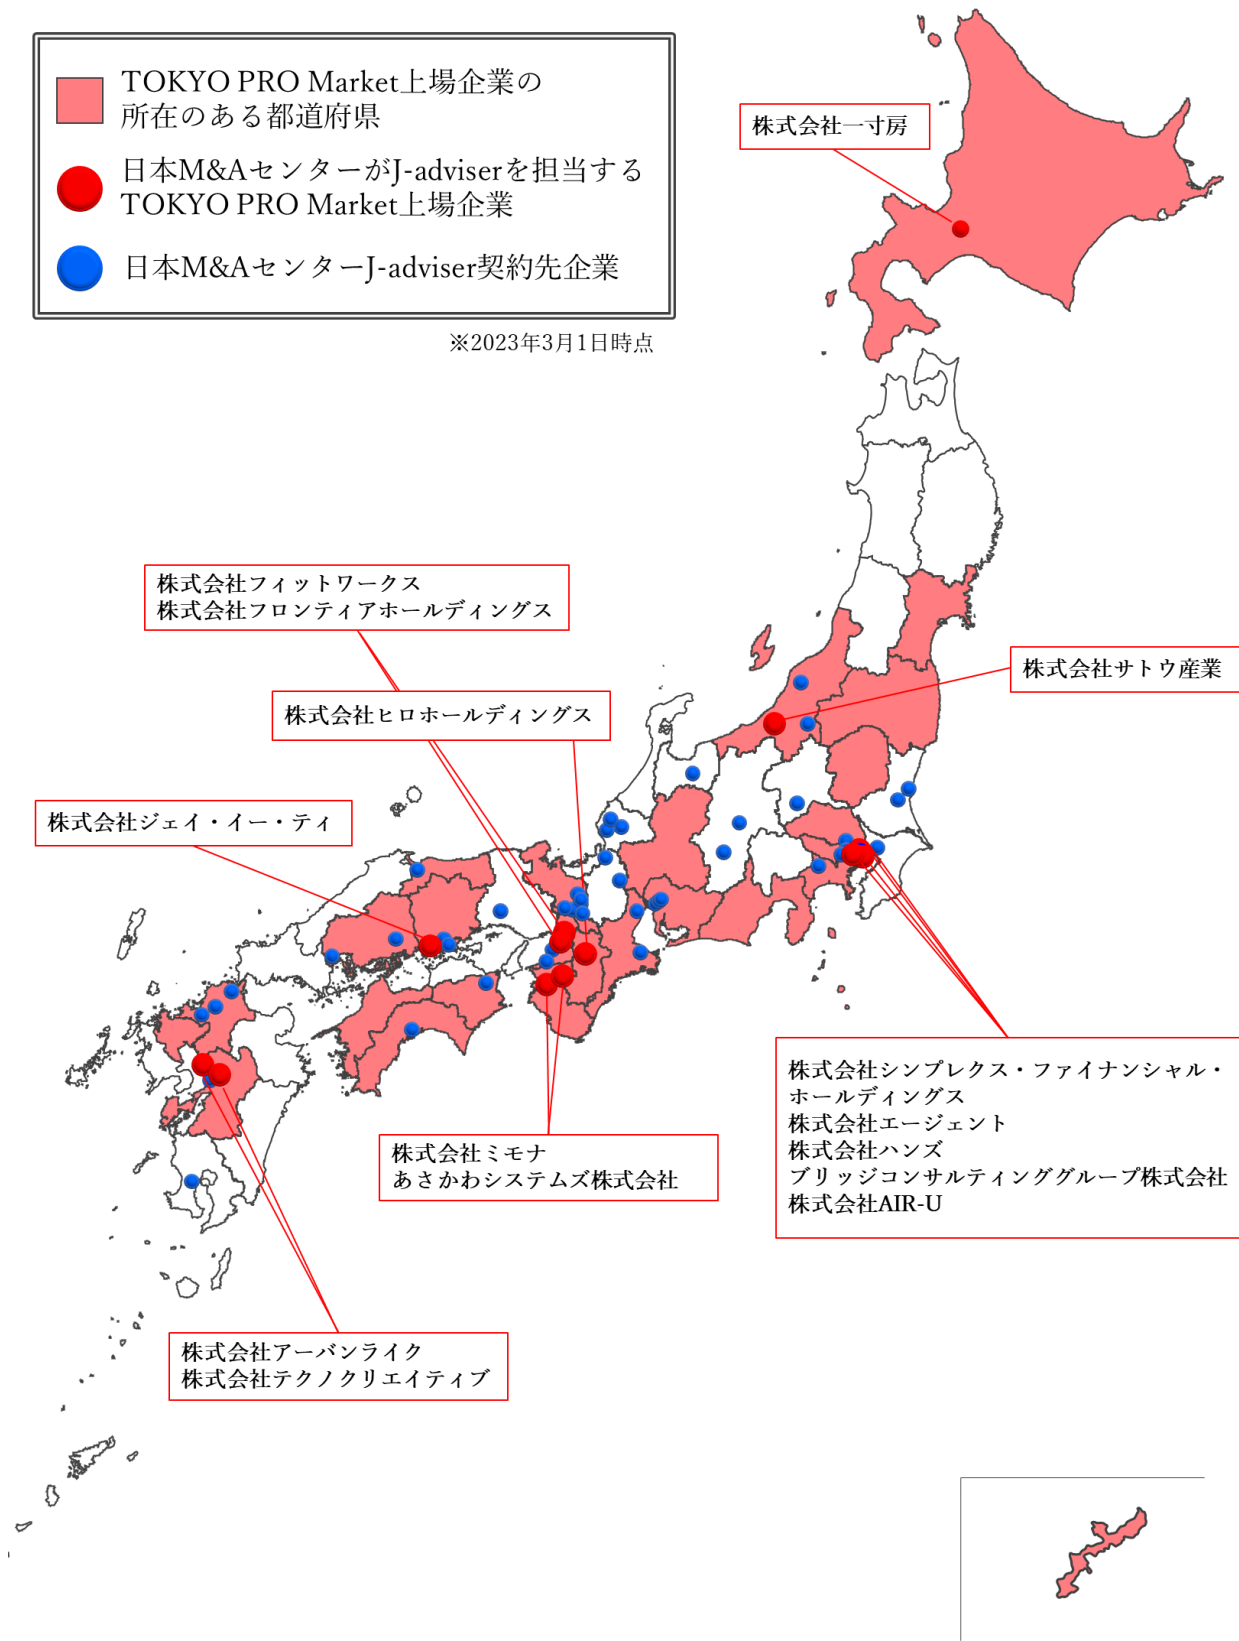 TOKYO PRO Market上場企業の
所在のある都道府県
日本M&AセンターがJ-adviserを担当する
TOKYO PRO Market上場企業
日本M&AセンターJ-adviser契約先企業
※2023年3月1日時点
株式会社一寸房
株式会社フィットワークス
株式会社フロンティアホールディングス
株式会社サトウ産業
株式会社ヒロホールディングス
株式会社ジェイ・イー・ティ
株式会社シンプレクス・ファイナンシャル・
ホールディングス
株式会社エージェント
株式会社ハンズ
ブリッジコンサルティンググループ株式会社
株式会社AIR-U
株式会社ミモナ
あさかわシステムズ株式会社
株式会社アーバンライク
株式会社テクノクリエイティブ